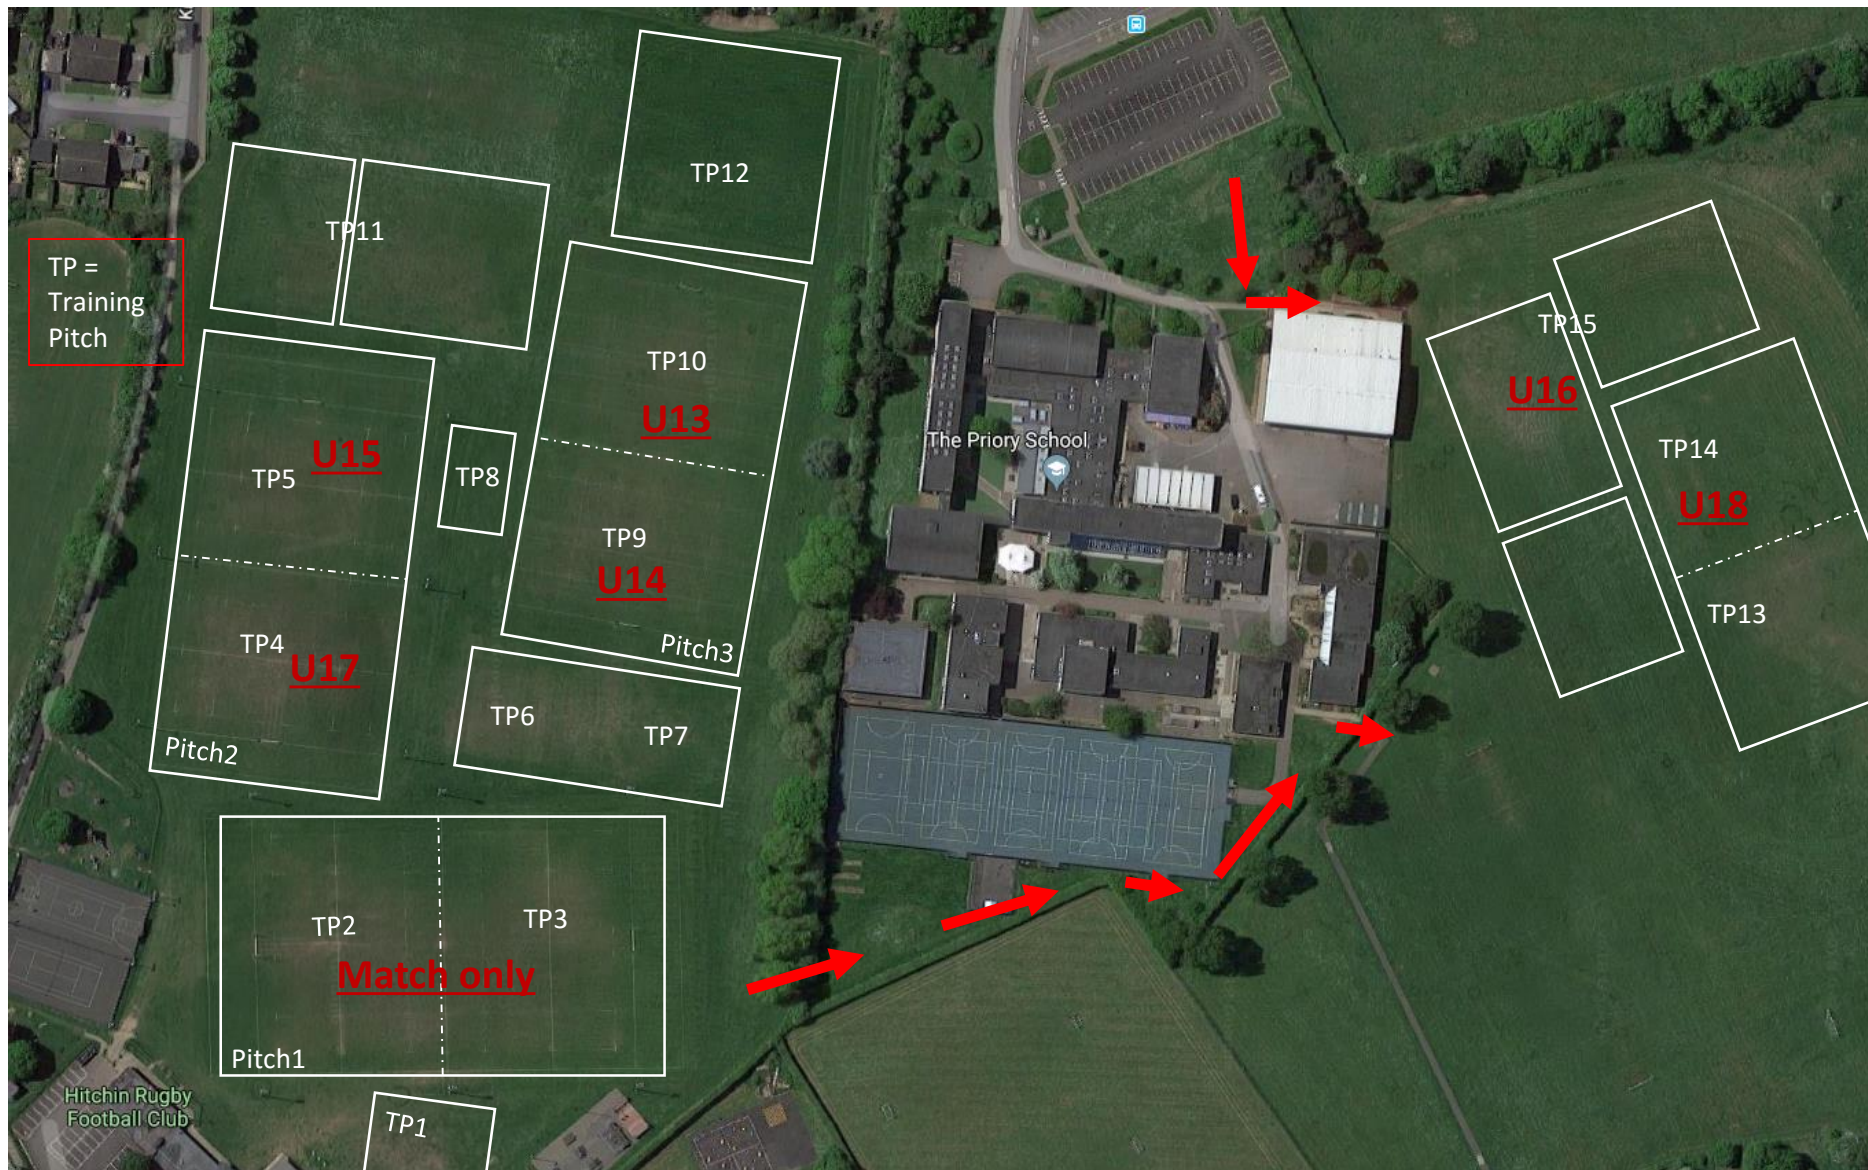 K
TP12
TP11
TP =
Training
Pitch
TP15
TP10
U16
U13
The Priory School
U15
TP14
TP5
TP8
U18
TP9
U14
TP13
TP4
Pitch3
U17
TP6
TP7
Pitch2
TP2
TP3
Match only
Pitch1
Hitchin Rugby
Football Club
TP1